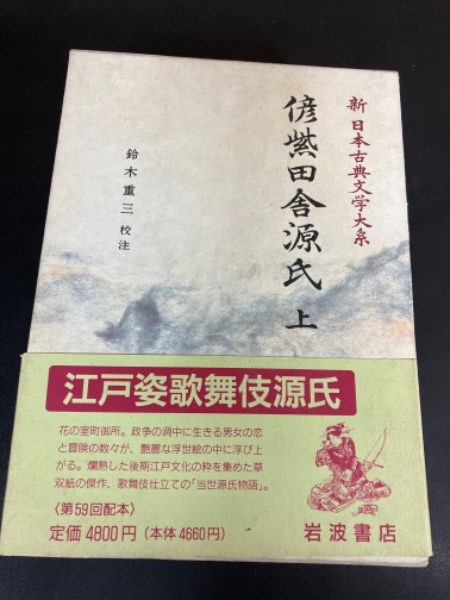 新 日本古典文学大系
偐紫田舎源氏 上
鈴木重三 校注
江戸姿歌舞伎源氏
花の室町御所。政争の渦中に生きる男女の恋
と冒険の数々が、艶麗な浮世絵の中に浮び上
がる。爛熟した後期江戸文化の粋を集めた草
双紙の傑作、歌舞伎仕立ての「当世源氏物語」。
〈第59回配本〉
定価4800円(本体4660円)
岩波書店